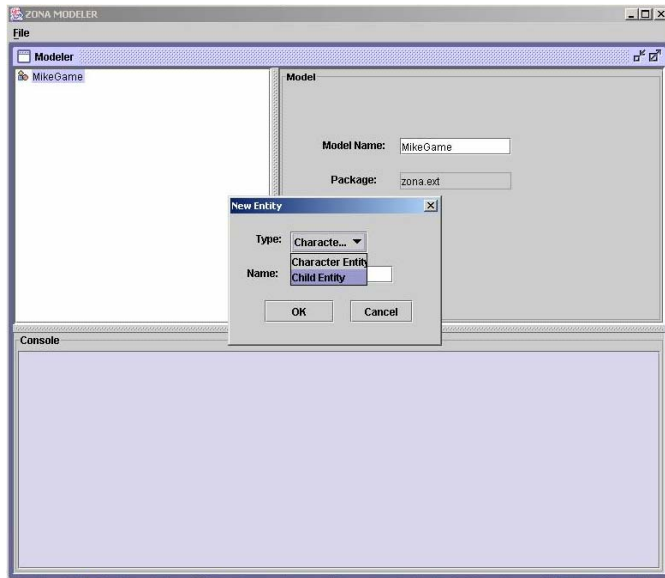 ZONA MODELER
File
Modeler
MikeGame
Model
Model Name: MikeGame
Package: zona.ext
New Entity
Type: Characte...
Character Entity
Child Entity
Name:
OK Cancel
Console